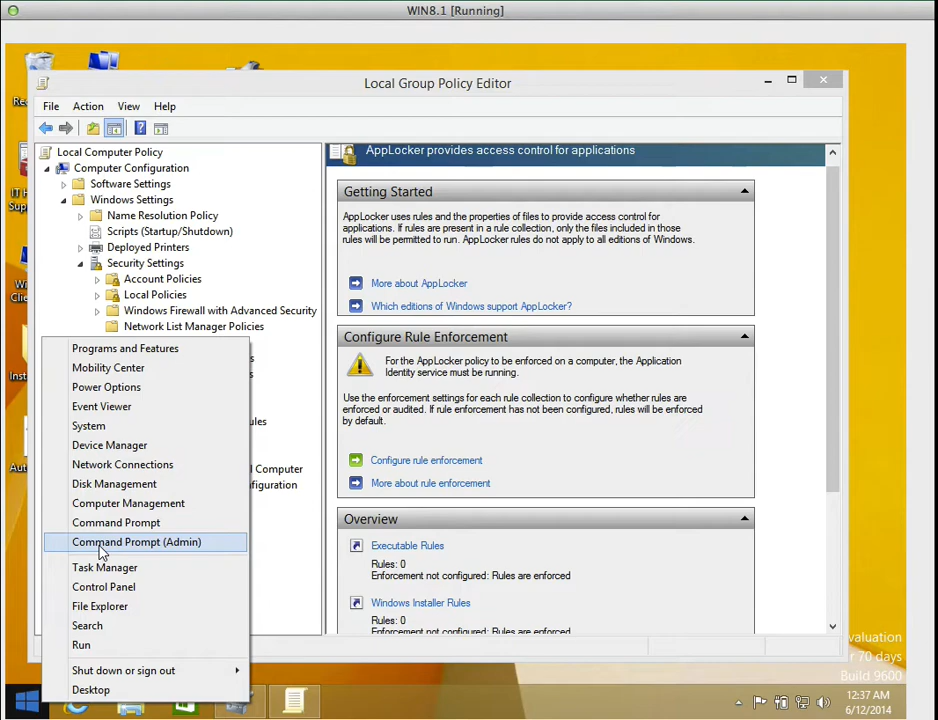 WIN8.1 [Running]
Local Group Policy Editor
File Action View Help
Local Computer Policy
Computer Configuration
Software Settings
Windows Settings
Name Resolution Policy
Scripts (Startup/Shutdown)
Deployed Printers
Security Settings
Account Policies
Local Policies
Windows Firewall with Advanced Security
Network List Manager Policies
AppLocker provides access control for applications
Getting Started
AppLocker uses rules and the properties of files to provide access control for
applications. If rules are present in a rule collection, only the files included in those
rules will be permitted to run. AppLocker rules do not apply to all editions of Windows.
More about AppLocker
Which editions of Windows support AppLocker?
Configure Rule Enforcement
For the AppLocker policy to be enforced on a computer, the Application
Identity service must be running.
Use the enforcement settings for each rule collection to configure whether rules are
enforced or audited. If rule enforcement has not been configured, rules will be enforced
by default.
Configure rule enforcement
More about rule enforcement
Overview
Executable Rules
Rules: 0
Enforcement not configured: Rules are enforced
Windows Installer Rules
Rules: 0
Enforcement not configured: Rules are enforced
Programs and Features
Mobility Center
Power Options
Event Viewer
System
Device Manager
Network Connections
Disk Management
Computer Management
Command Prompt
Command Prompt (Admin)
Task Manager
Control Panel
File Explorer
Search
Run
Shut down or sign out
Desktop
Computer
70 days
Build 9600
12:37 AM
6/12/2014